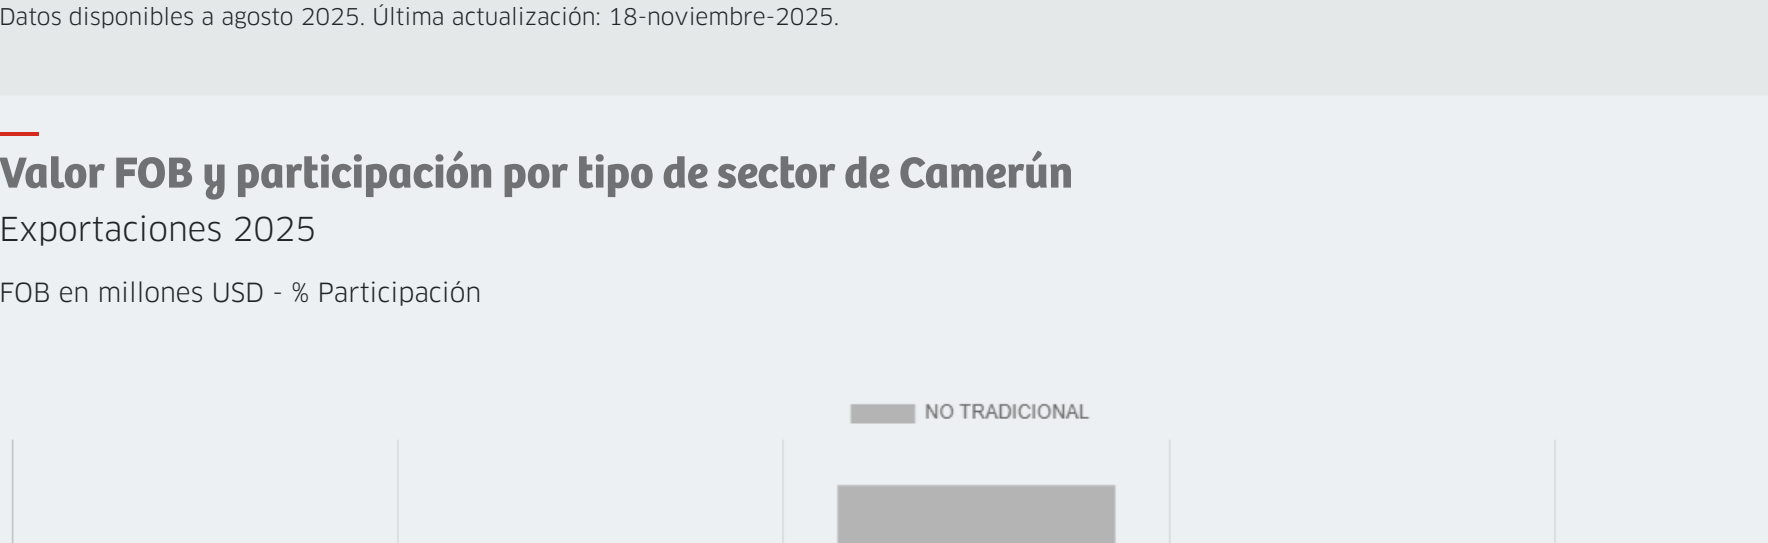 Datos disponibles a agosto 2025. Última actualización: 18-noviembre-2025.
Valor FOB y participación por tipo de sector de Camerún
Exportaciones 2025
FOB en millones USD - % Participación
NO TRADICIONAL